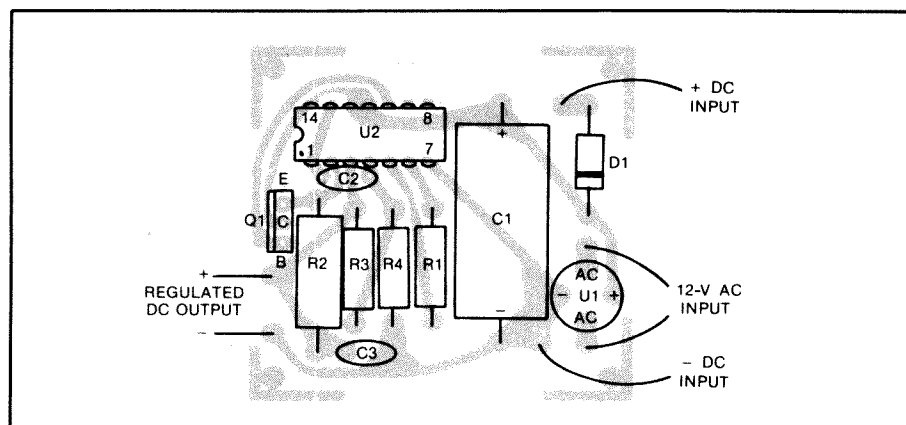 + DC
INPUT
14
8
U2
1
7
+
D1
C2
E
Q1
C
B
C1
R2
R3
R4
R1
+
REGULATED
DC OUTPUT
−
AC
− U1 +
AC
12-V AC
INPUT
−
C3
− DC
INPUT